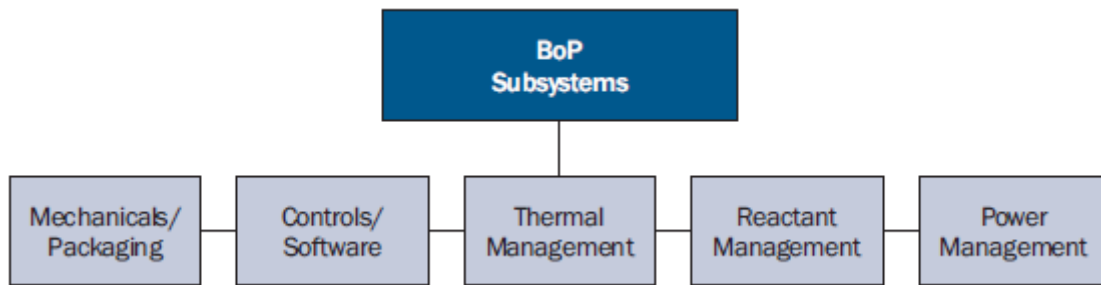 BoP
Subsystems
Mechanicals/
Packaging
Controls/
Software
Thermal
Management
Reactant
Management
Power
Management